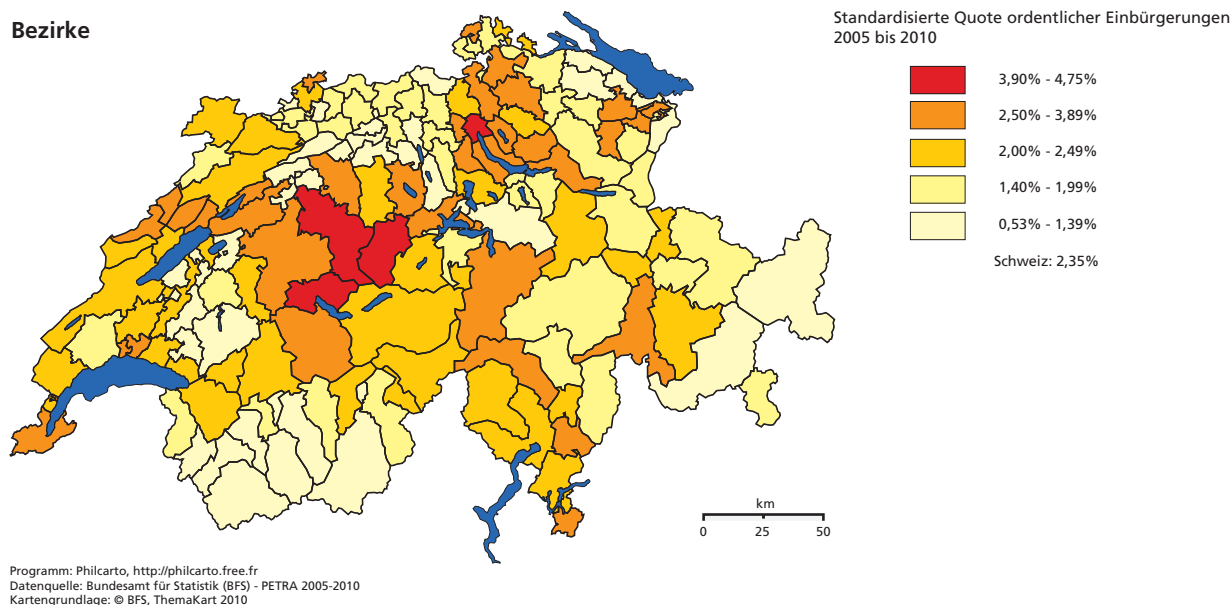 Bezirke
Standardisierte Quote ordentlicher Einbürgerungen
2005 bis 2010
3,90% - 4,75%
2,50% - 3,89%
2,00% - 2,49%
1,40% - 1,99%
0,53% - 1,39%
Schweiz: 2,35%
km
0 25 50
Programm: Philcarto, http://philcarto.free.fr
Datenquelle: Bundesamt für Statistik (BFS) - PETRA 2005-2010
Kartengrundlage: © BFS, ThemaKart 2010